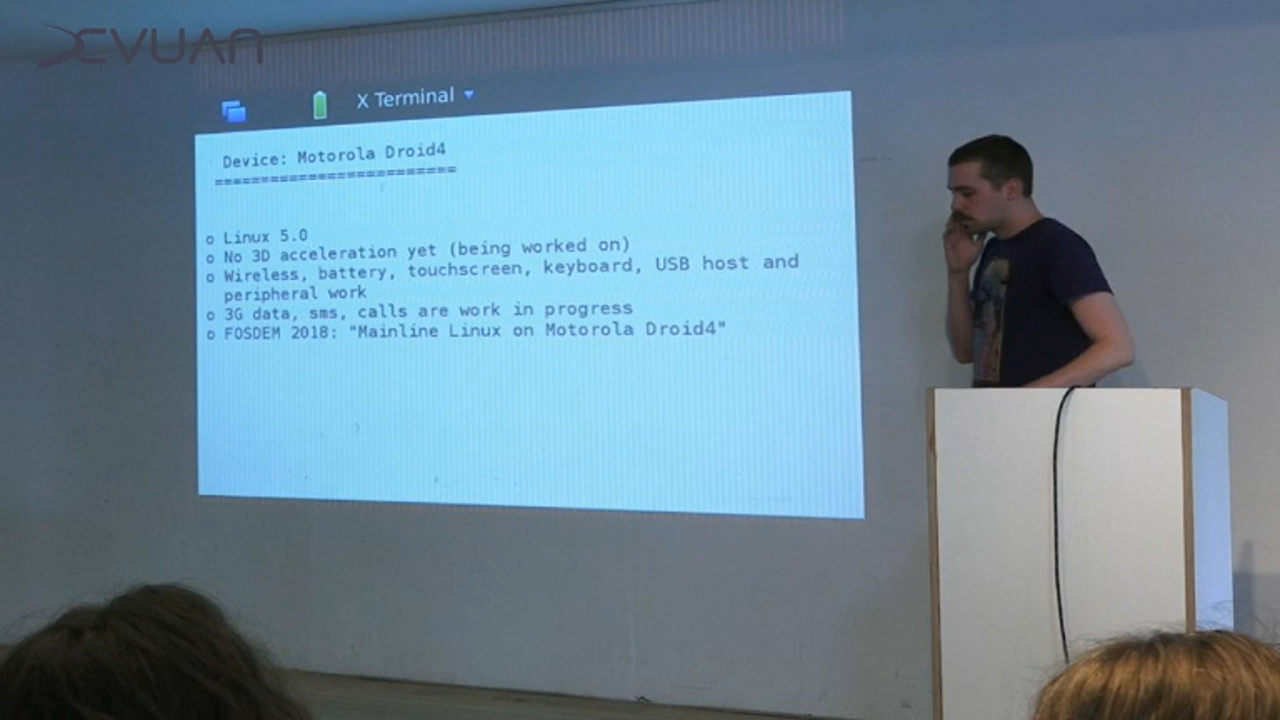 DEVUAN
X Terminal
Device: Motorola Droid4
==========================
o Linux 5.0
o No 3D acceleration yet (being worked on)
o Wireless, battery, touchscreen, keyboard, USB host and
peripheral work
o 3G data, sms, calls are work in progress
o FOSDEM 2018: "Mainline Linux on Motorola Droid4"